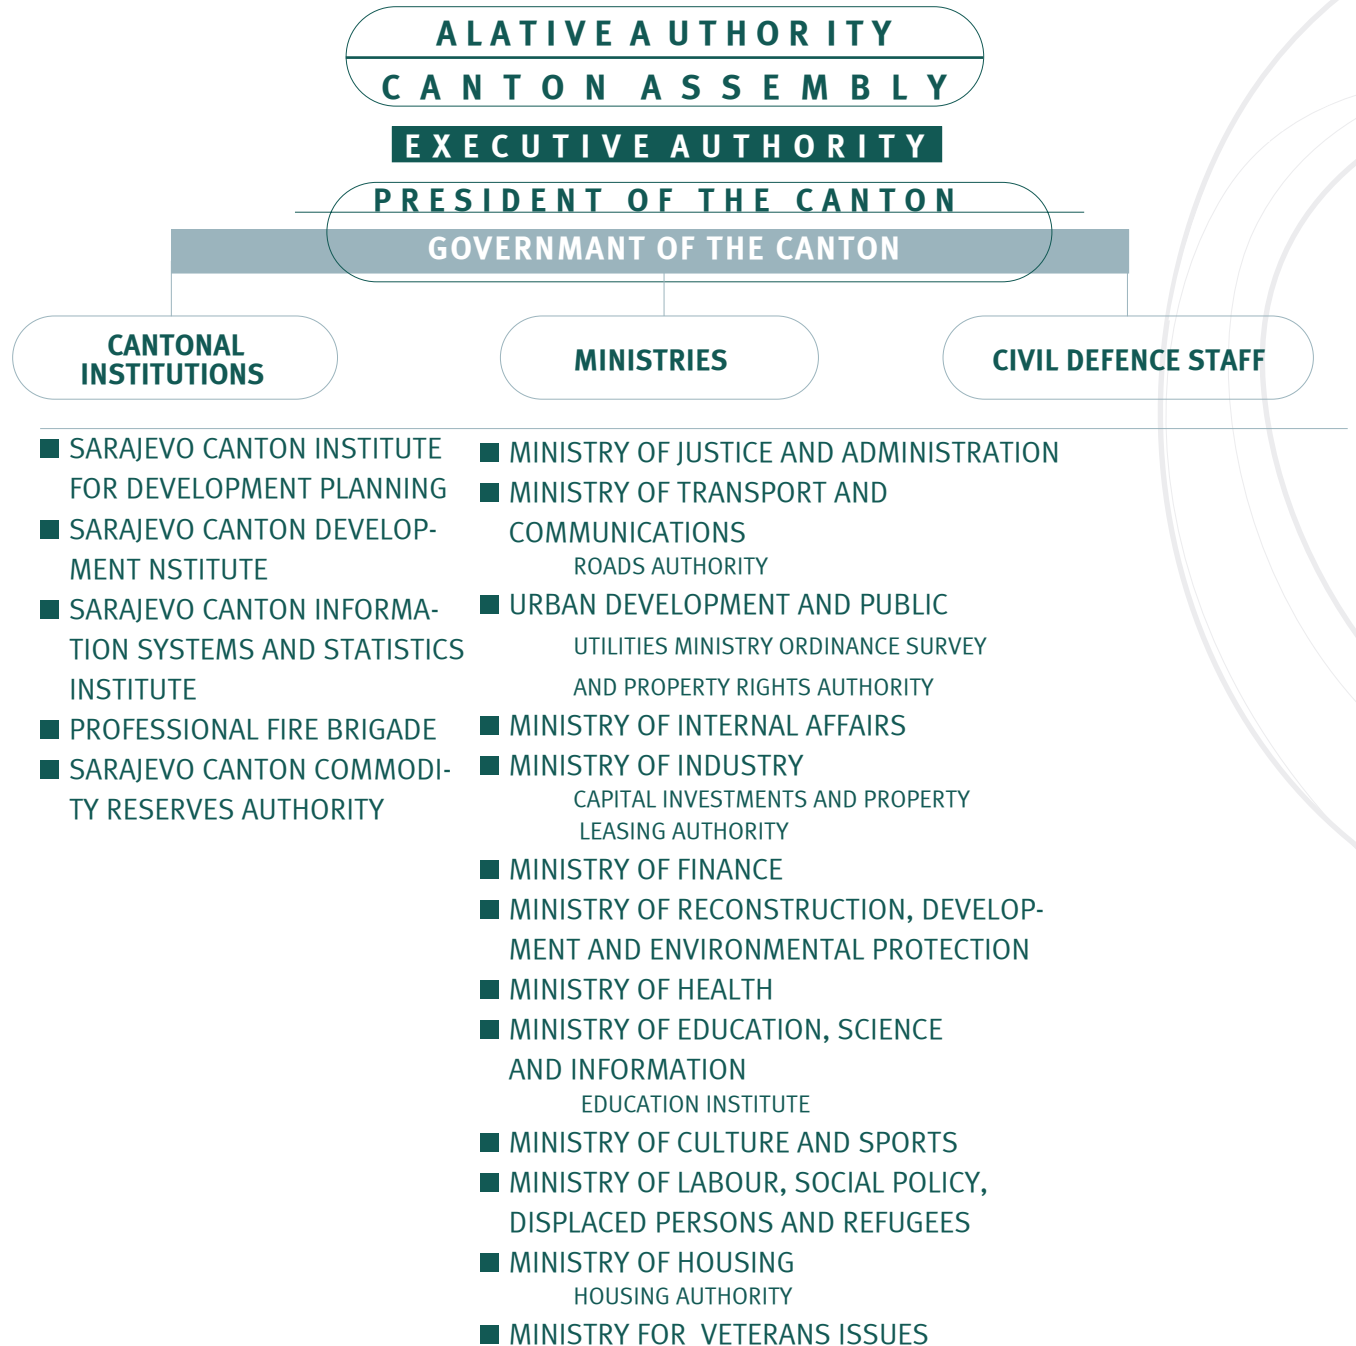 ALATIVE AUTHORITY
CANTON ASSEMBLY
EXECUTIVE AUTHORITY
PRESIDENT OF THE CANTON
GOVERNMANT OF THE CANTON
CANTONAL
INSTITUTIONS
MINISTRIES
CIVIL DEFENCE STAFF
SARAJEVO CANTON INSTITUTE
FOR DEVELOPMENT PLANNING
SARAJEVO CANTON DEVELOP-
MENT NSTITUTE
SARAJEVO CANTON INFORMA-
TION SYSTEMS AND STATISTICS
INSTITUTE
PROFESSIONAL FIRE BRIGADE
SARAJEVO CANTON COMMODI-
TY RESERVES AUTHORITY
MINISTRY OF JUSTICE AND ADMINISTRATION
MINISTRY OF TRANSPORT AND
COMMUNICATIONS
ROADS AUTHORITY
URBAN DEVELOPMENT AND PUBLIC
UTILITIES MINISTRY ORDINANCE SURVEY
AND PROPERTY RIGHTS AUTHORITY
MINISTRY OF INTERNAL AFFAIRS
MINISTRY OF INDUSTRY
CAPITAL INVESTMENTS AND PROPERTY
LEASING AUTHORITY
MINISTRY OF FINANCE
MINISTRY OF RECONSTRUCTION, DEVELOP-
MENT AND ENVIRONMENTAL PROTECTION
MINISTRY OF HEALTH
MINISTRY OF EDUCATION, SCIENCE
AND INFORMATION
EDUCATION INSTITUTE
MINISTRY OF CULTURE AND SPORTS
MINISTRY OF LABOUR, SOCIAL POLICY,
DISPLACED PERSONS AND REFUGEES
MINISTRY OF HOUSING
HOUSING AUTHORITY
MINISTRY FOR VETERANS ISSUES